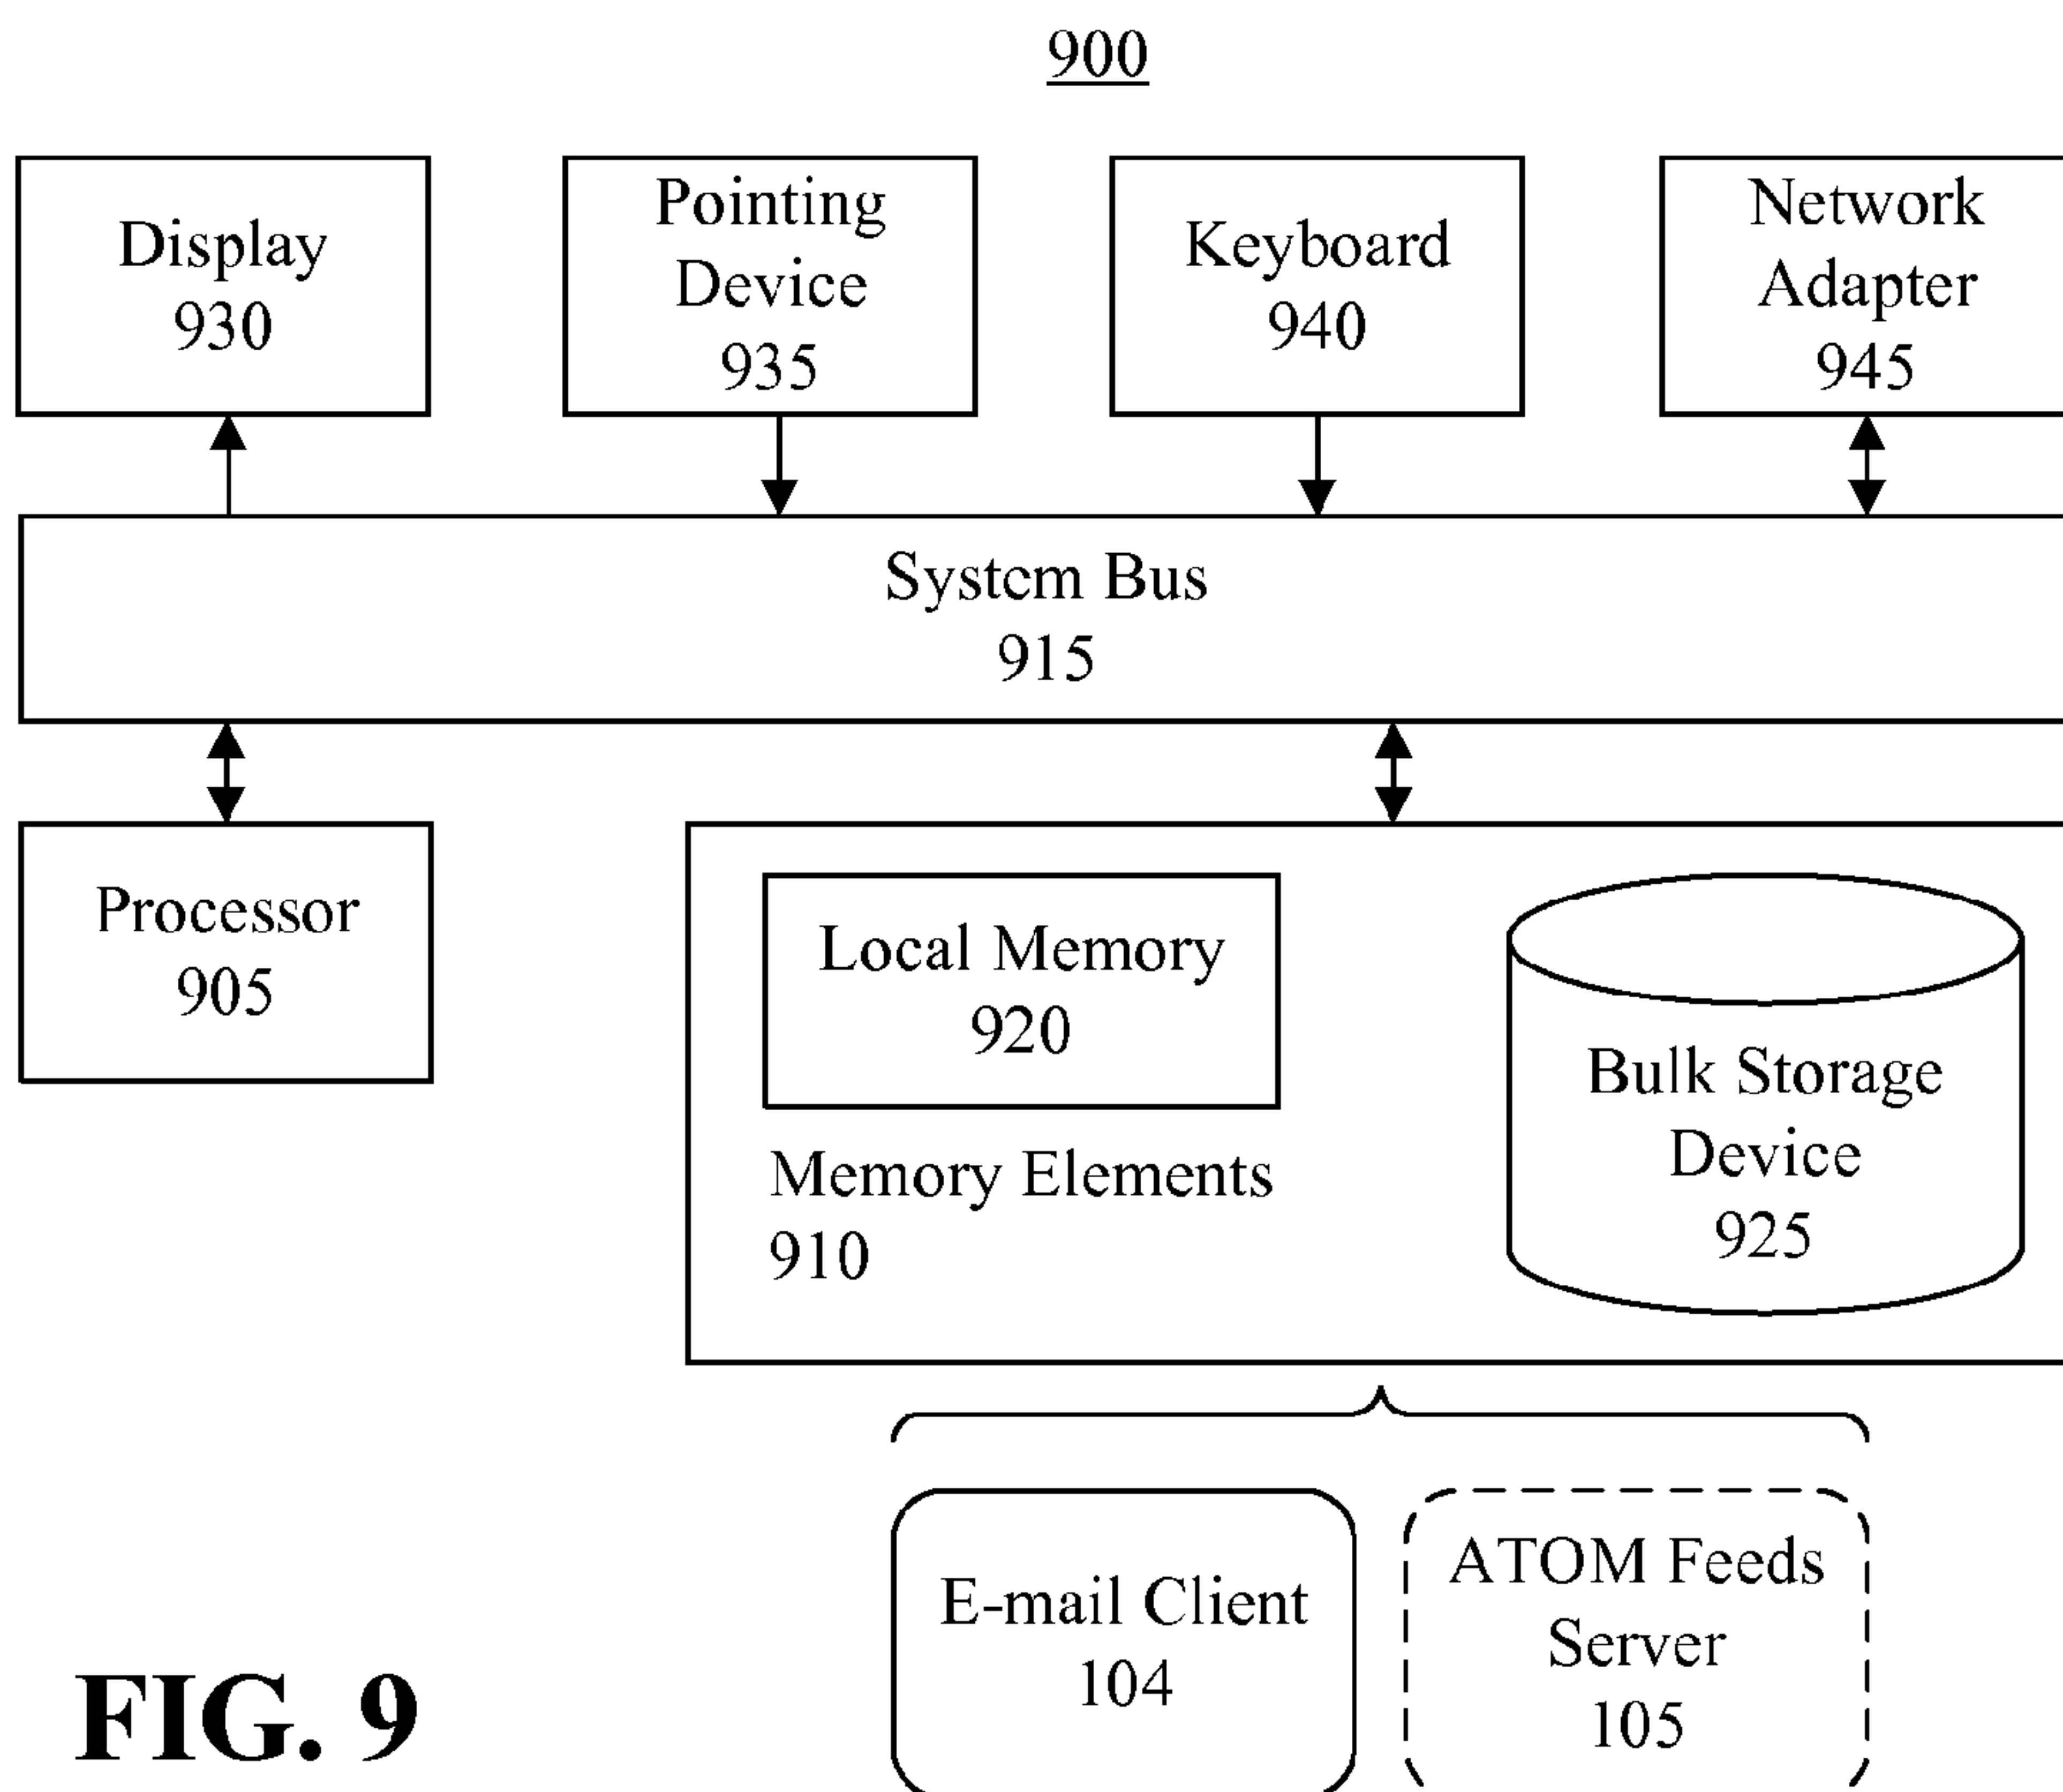 900
Display
930
Pointing
Device
935
Keyboard
940
Network
Adapter
945
System Bus
915
Processor
905
Local Memory
920
Memory Elements
910
Bulk Storage
Device
925
E-mail Client
104
ATOM Feeds
Server
105
FIG. 9